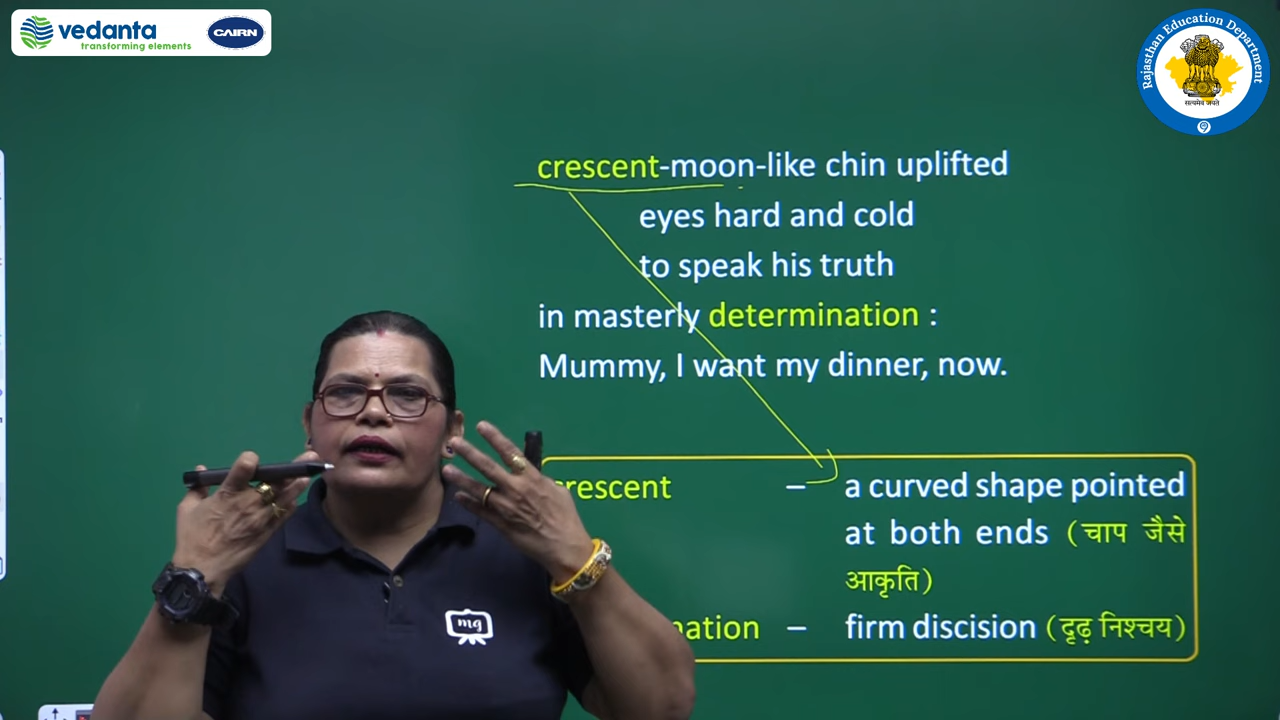 vedanta
transforming elements
CAIRN
Rajasthan Education Department
सत्यमेव जयते
crescent-moon-like chin uplifted
eyes hard and cold
to speak his truth
in masterly determination :
Mummy, I want my dinner, now.
rescent – a curved shape pointed
at both ends (चाप जैसे
आकृति)
nation – firm discision (दृढ़ निश्चय)
mg